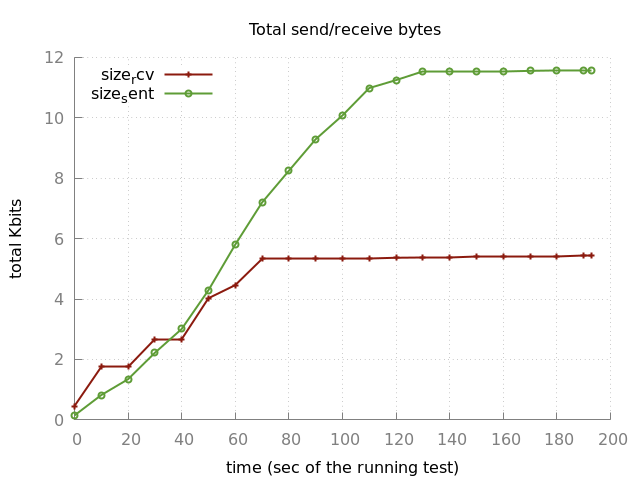 Total send/receive bytes
12
10
8
6
4
2
0
size_rcv
size_sent
total Kbits
0 20 40 60 80 100 120 140 160 180 200
time (sec of the running test)